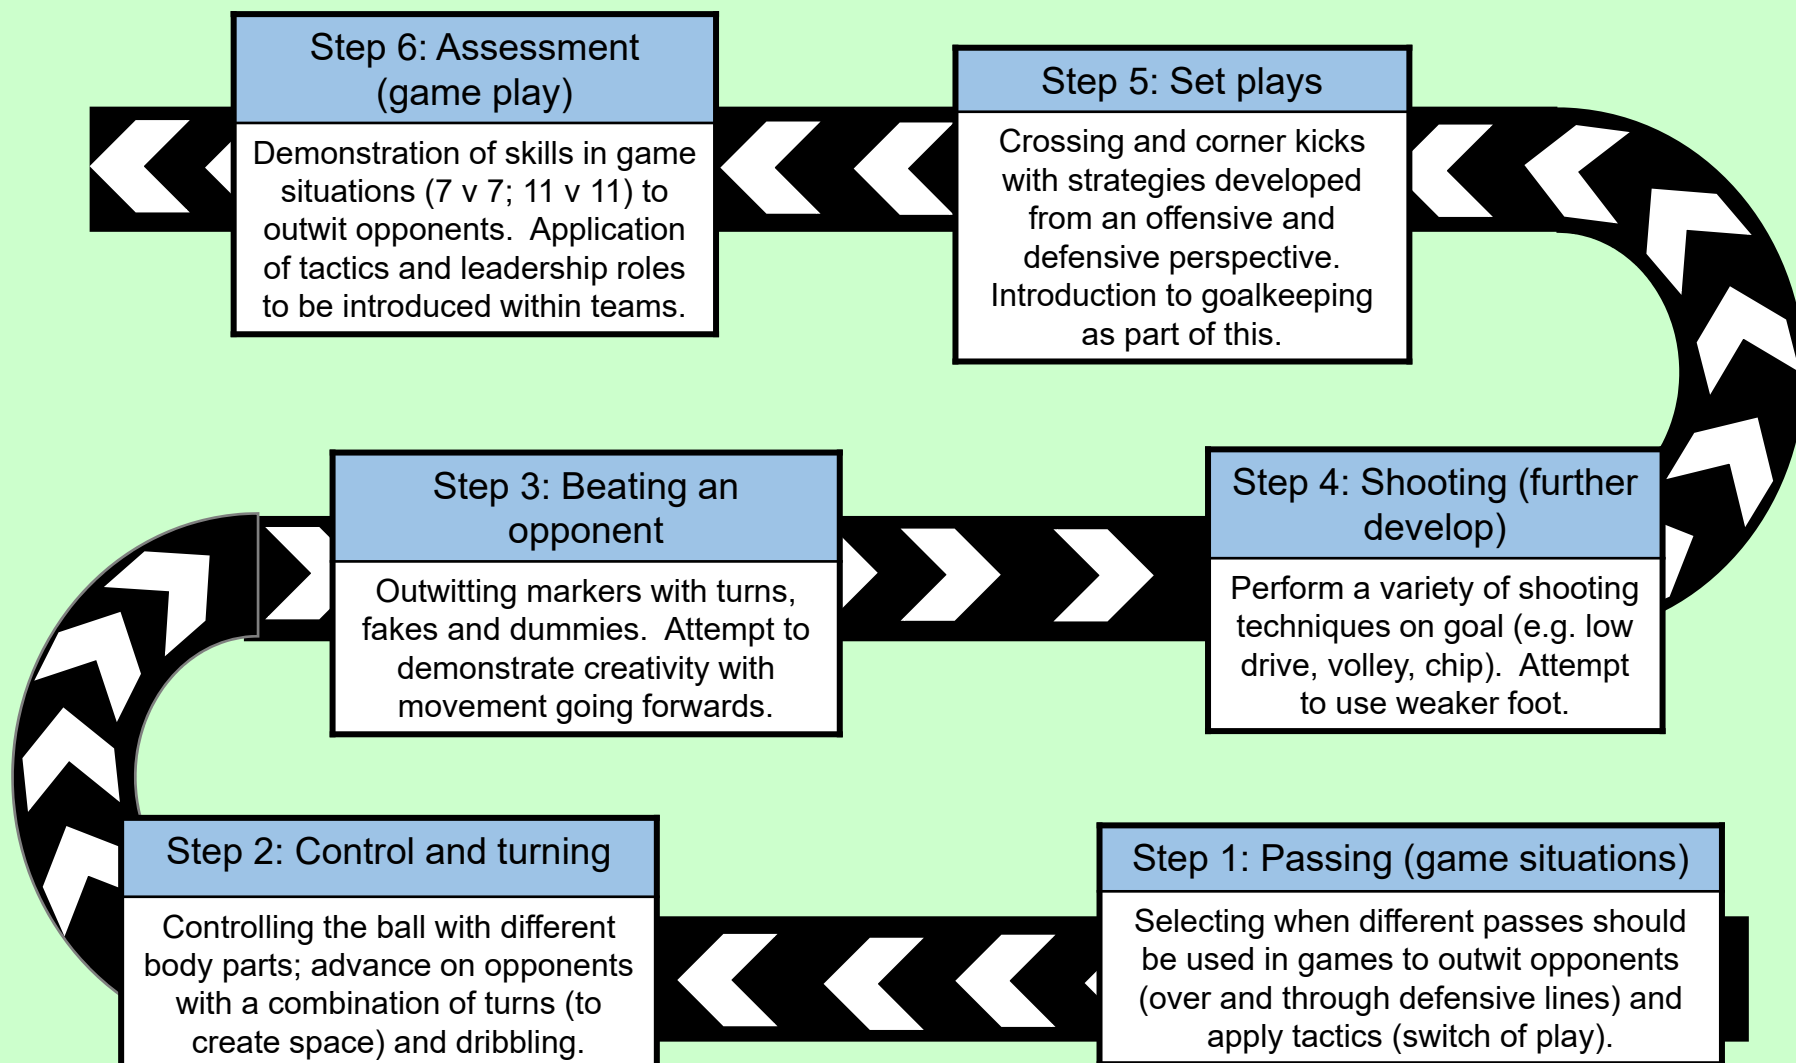 Step 6: Assessment
(game play)
Demonstration of skills in game
situations (7 v 7; 11 v 11) to
outwit opponents.  Application
of tactics and leadership roles
to be introduced within teams.
Step 5: Set plays
Crossing and corner kicks
with strategies developed
from an offensive and
defensive perspective.
Introduction to goalkeeping
as part of this.
Step 3: Beating an
opponent
Outwitting markers with turns,
fakes and dummies.  Attempt to
demonstrate creativity with
movement going forwards.
Step 4: Shooting (further
develop)
Perform a variety of shooting
techniques on goal (e.g. low
drive, volley, chip).  Attempt
to use weaker foot.
Step 2: Control and turning
Controlling the ball with different
body parts; advance on opponents
with a combination of turns (to
create space) and dribbling.
Step 1: Passing (game situations)
Selecting when different passes should
be used in games to outwit opponents
(over and through defensive lines) and
apply tactics (switch of play).